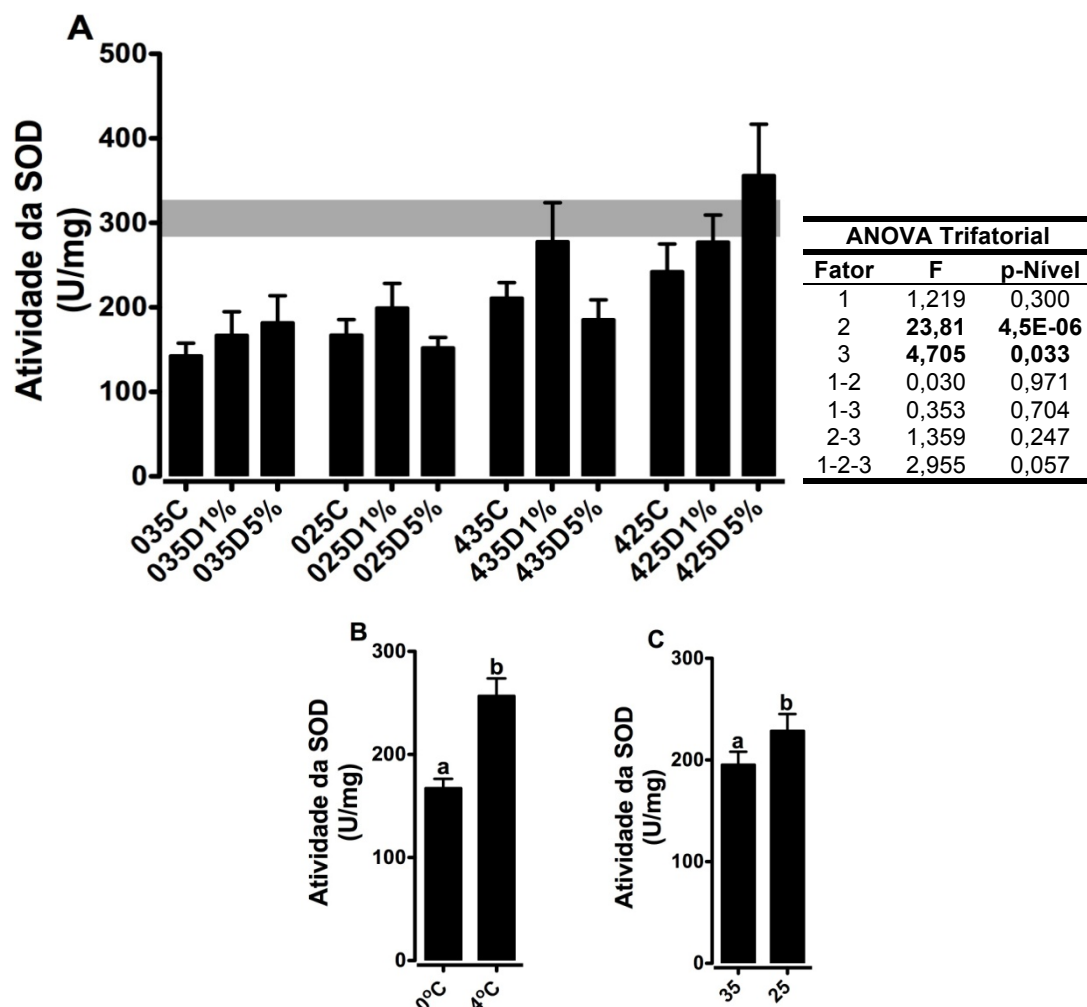 A
Atividade da SOD
(U/mg)
500
400
300
200
100
0
035C
035D1%
035D5%
025C
025D1%
025D5%
435C
435D1%
435D5%
425C
425D1%
425D5%
ANOVA Trifatorial
Fator F p-Nível
1 1,219 0,300
2 23,81 4,5E-06
3 4,705 0,033
1-2 0,030 0,971
1-3 0,353 0,704
2-3 1,359 0,247
1-2-3 2,955 0,057
B
Atividade da SOD
(U/mg)
300
200
100
0
a
b
0ºC
4ºC
C
Atividade da SOD
(U/mg)
300
200
100
0
a
b
35
25